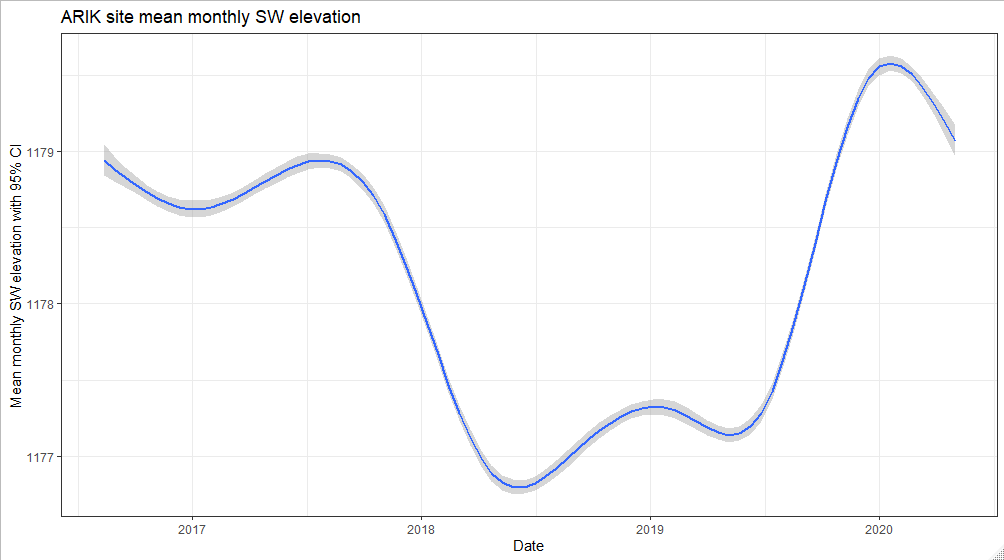 ARIK site mean monthly SW elevation
Mean monthly SW elevation with 95% CI
1179
1178
1177
2017 2018 2019 2020
Date